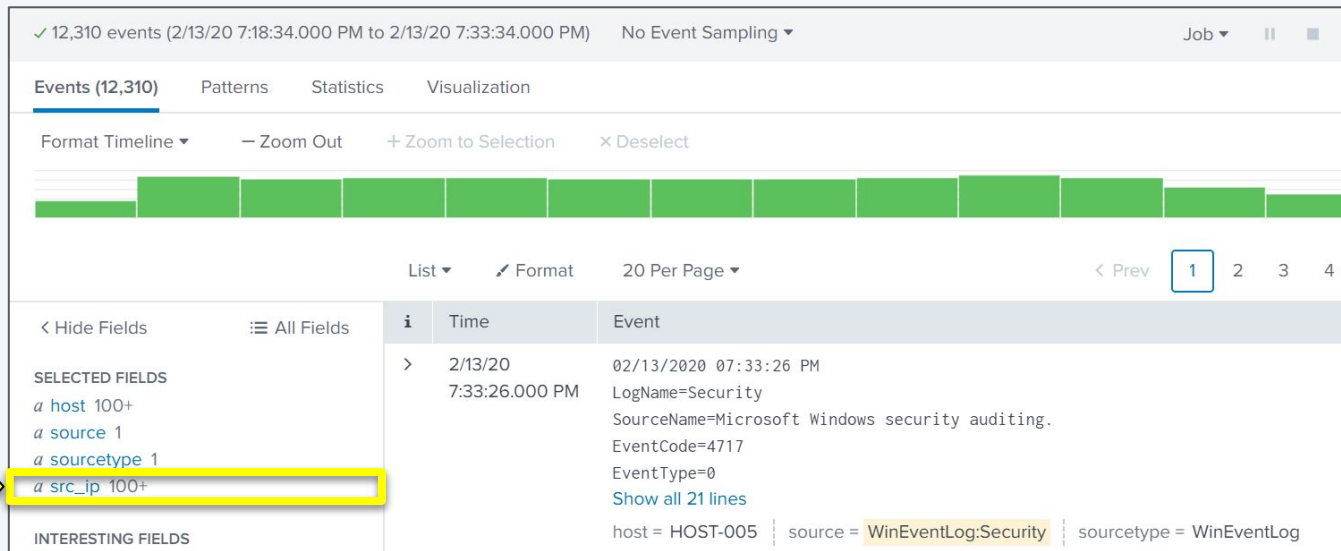 ✓ 12,310 events (2/13/20 7:18:34.000 PM to 2/13/20 7:33:34.000 PM) No Event Sampling ▾ Job ▾
Events (12,310) Patterns Statistics Visualization
Format Timeline ▾ — Zoom Out + Zoom to Selection × Deselect
List ▾ Format 20 Per Page ▾ < Prev 1 2 3 4
< Hide Fields All Fields
i Time Event
SELECTED FIELDS
a host 100+
a source 1
a sourcetype 1
a src_ip 100+
INTERESTING FIELDS
> 2/13/20
7:33:26.000 PM
02/13/2020 07:33:26 PM
LogName=Security
SourceName=Microsoft Windows security auditing.
EventCode=4717
EventType=0
Show all 21 lines
host = HOST-005 source = WinEventLog:Security sourcetype = WinEventLog